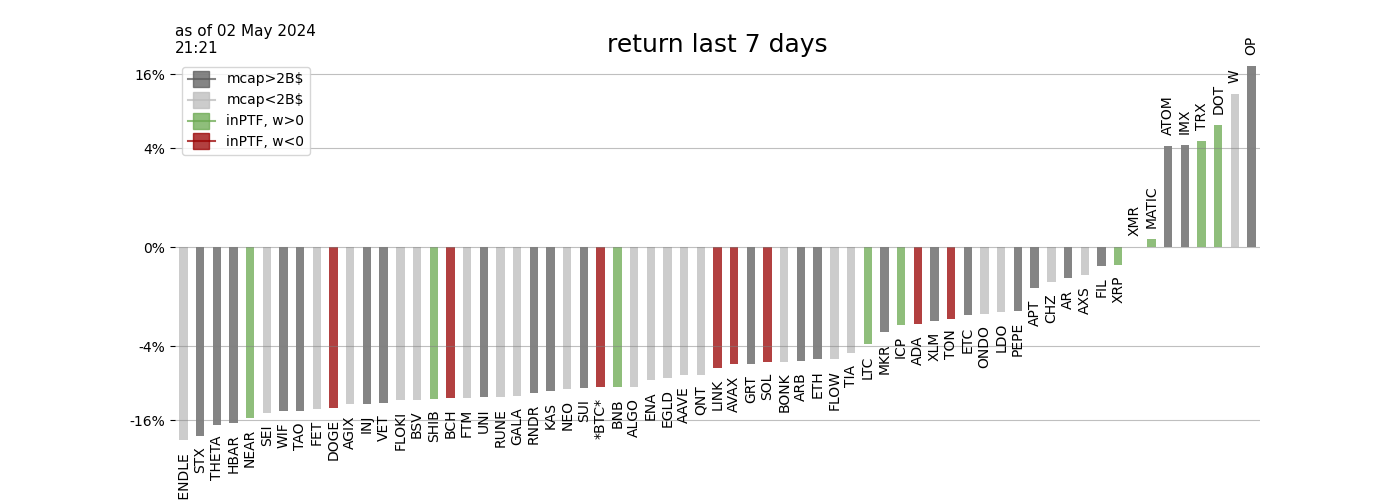 as of 02 May 2024
21:21
return last 7 days
mcap>2B$
mcap<2B$
inPTF, w>0
inPTF, w<0
16%
4%
0%
-4%
-16%
ENDLE
STX
THETA
HBAR
NEAR
SEI
WIF
TAO
FET
DOGE
AGIX
INJ
VET
FLOKI
BSV
SHIB
BCH
FTM
UNI
RUNE
GALA
RNDR
KAS
NEO
SUI
*BTC*
BNB
ALGO
ENA
EGLD
AAVE
QNT
LINK
AVAX
GRT
SOL
BONK
ARB
ETH
FLOW
TIA
LTC
MKR
ICP
ADA
XLM
TON
ETC
ONDO
LDO
PEPE
APT
CHZ
AR
AXS
FIL
XRP
XMR
MATIC
ATOM
IMX
TRX
DOT
W
OP